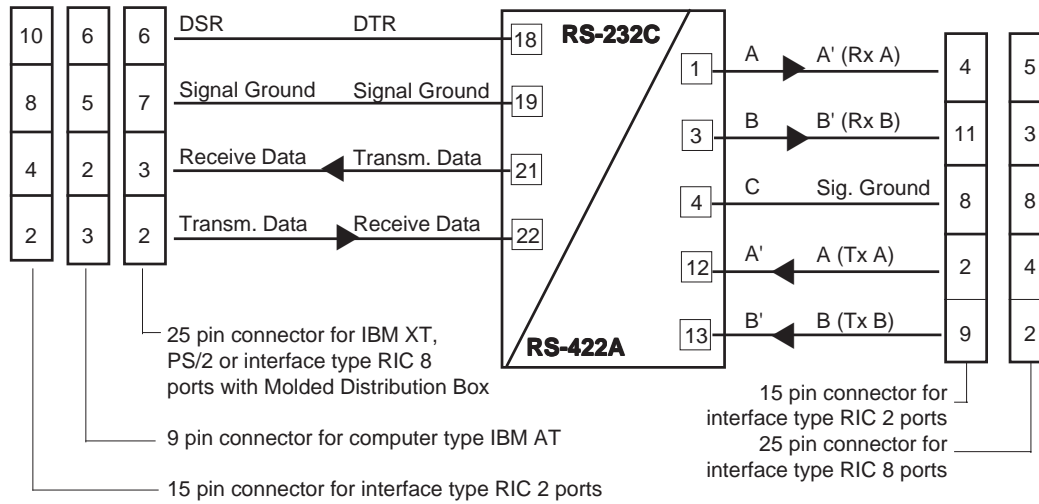 10 6 6 DSR DTR 18 RS-232C
1 A A' (Rx A) 4 5
8 5 7 Signal Ground Signal Ground 19
3 B B' (Rx B) 11 3
4 2 3 Receive Data Transm. Data 21
4 C Sig. Ground 8 8
2 3 2 Transm. Data Receive Data 22
12 A' A (Tx A) 2 4
RS-422A 13 B' B (Tx B) 9 2
25 pin connector for IBM XT,
PS/2 or interface type RIC 8
ports with Molded Distribution Box
9 pin connector for computer type IBM AT
15 pin connector for interface type RIC 2 ports
15 pin connector for
interface type RIC 2 ports
25 pin connector for
interface type RIC 8 ports